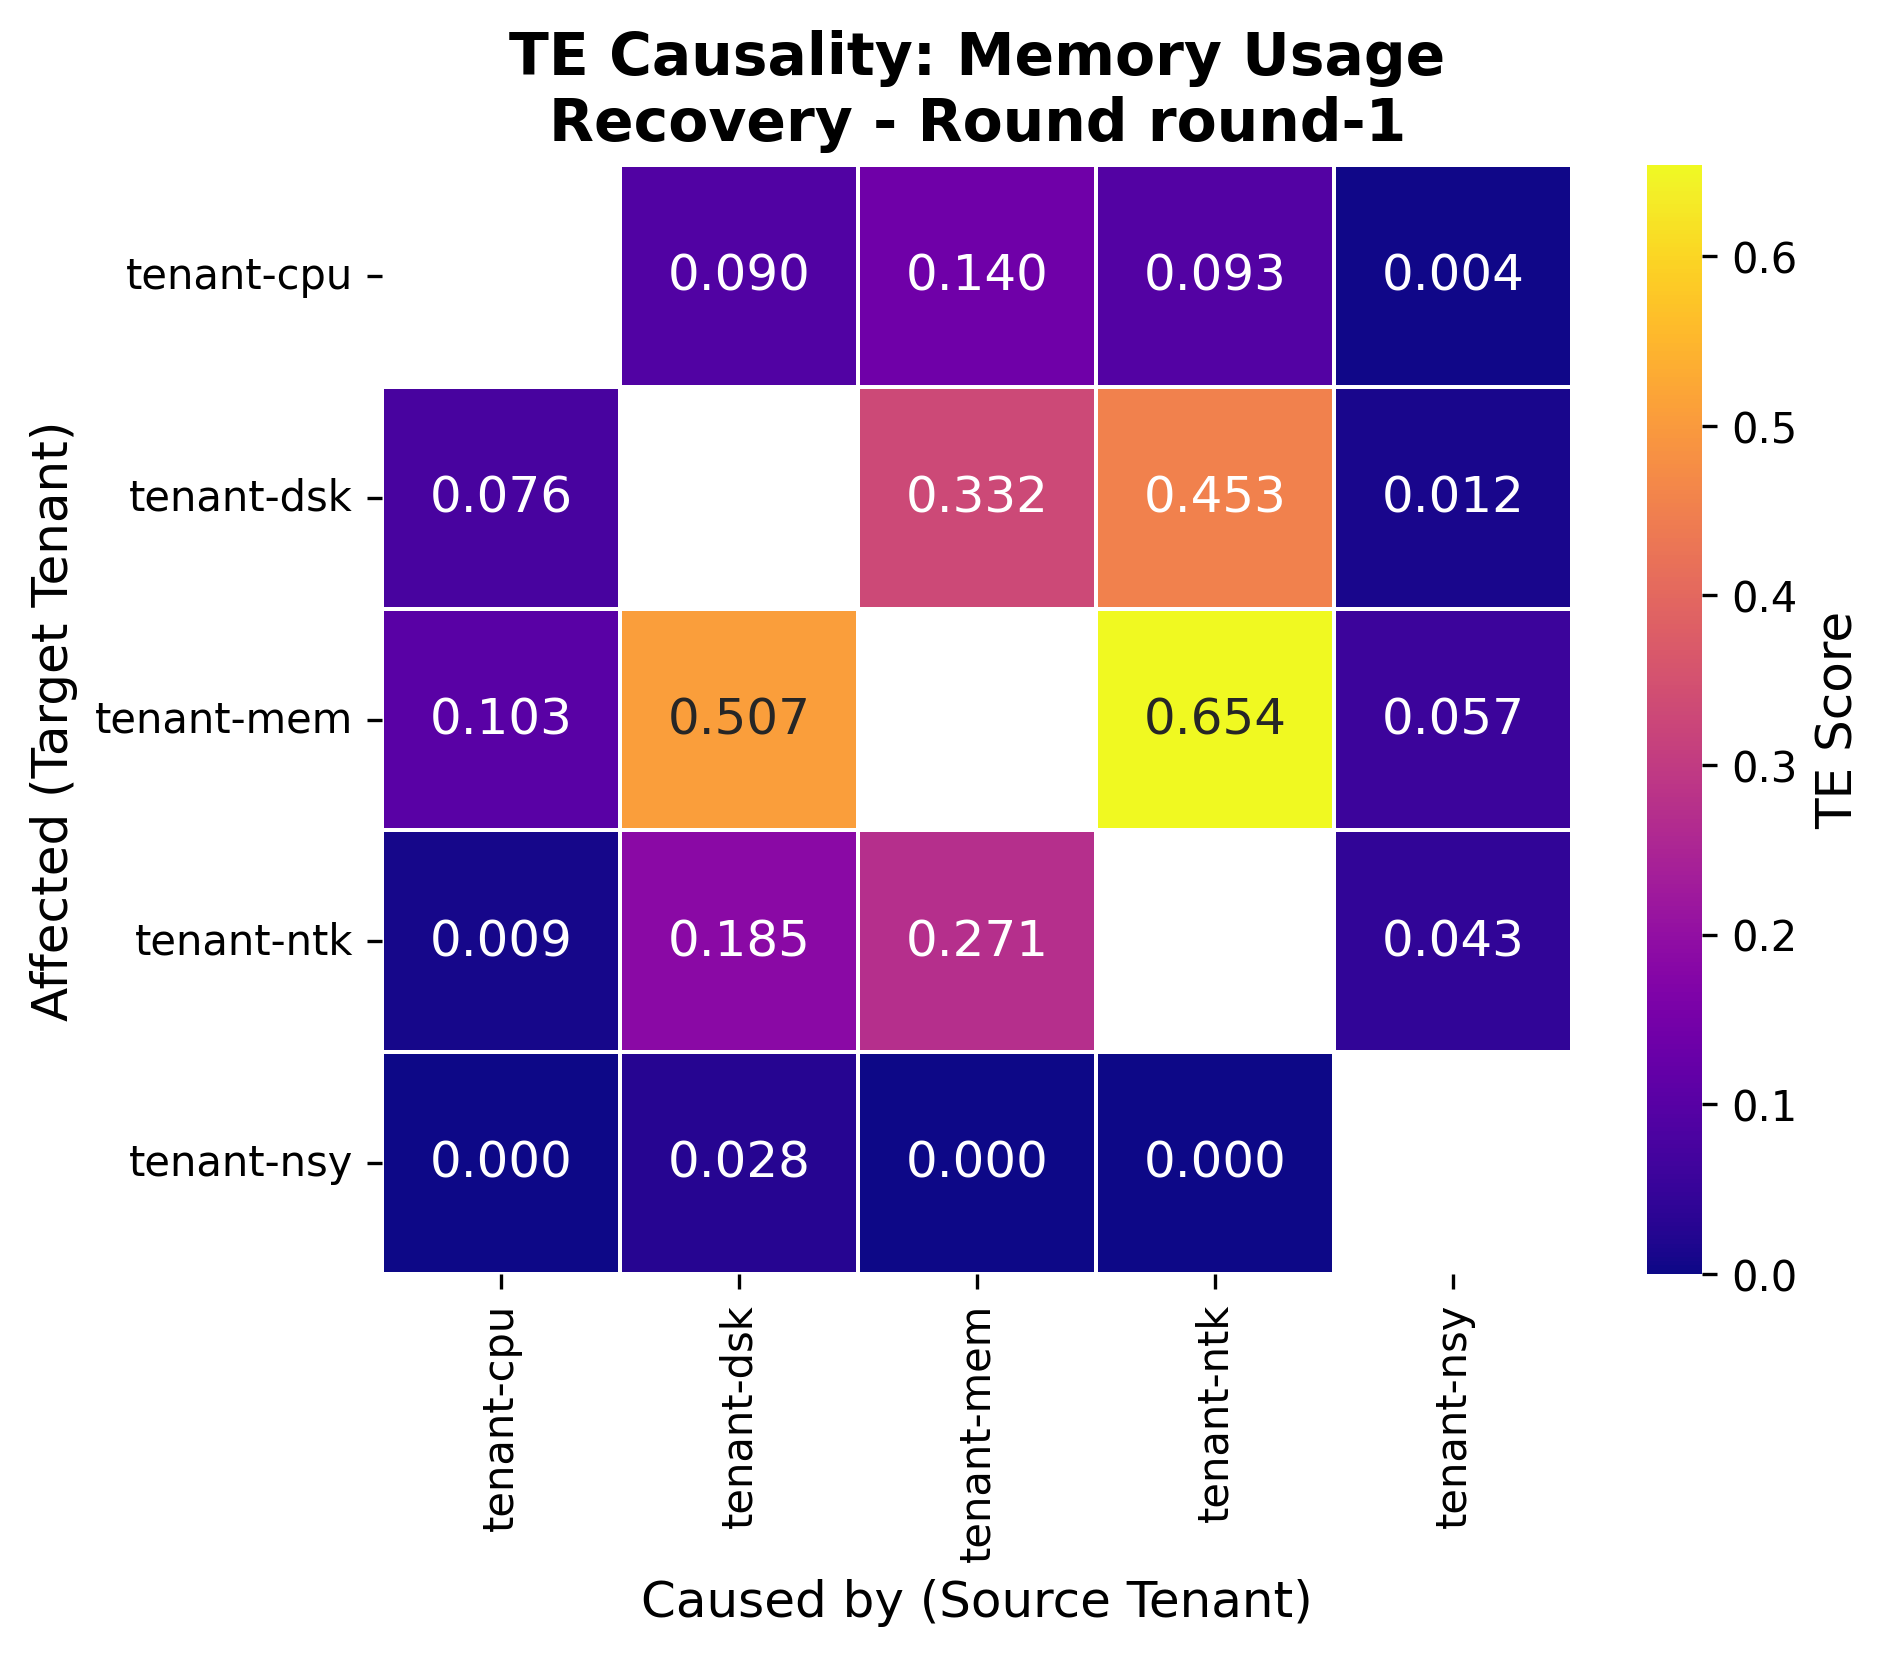 TE Causality: Memory Usage
Recovery - Round round-1
Affected (Target Tenant)
tenant-cpu 0.090 0.140 0.093 0.004
tenant-dsk 0.076 0.332 0.453 0.012
tenant-mem 0.103 0.507 0.654 0.057
tenant-ntk 0.009 0.185 0.271 0.043
tenant-nsy 0.000 0.028 0.000 0.000
tenant-cpu
tenant-dsk
tenant-mem
tenant-ntk
tenant-nsy
Caused by (Source Tenant)
0.6
0.5
0.4
0.3
0.2
0.1
0.0
TE Score